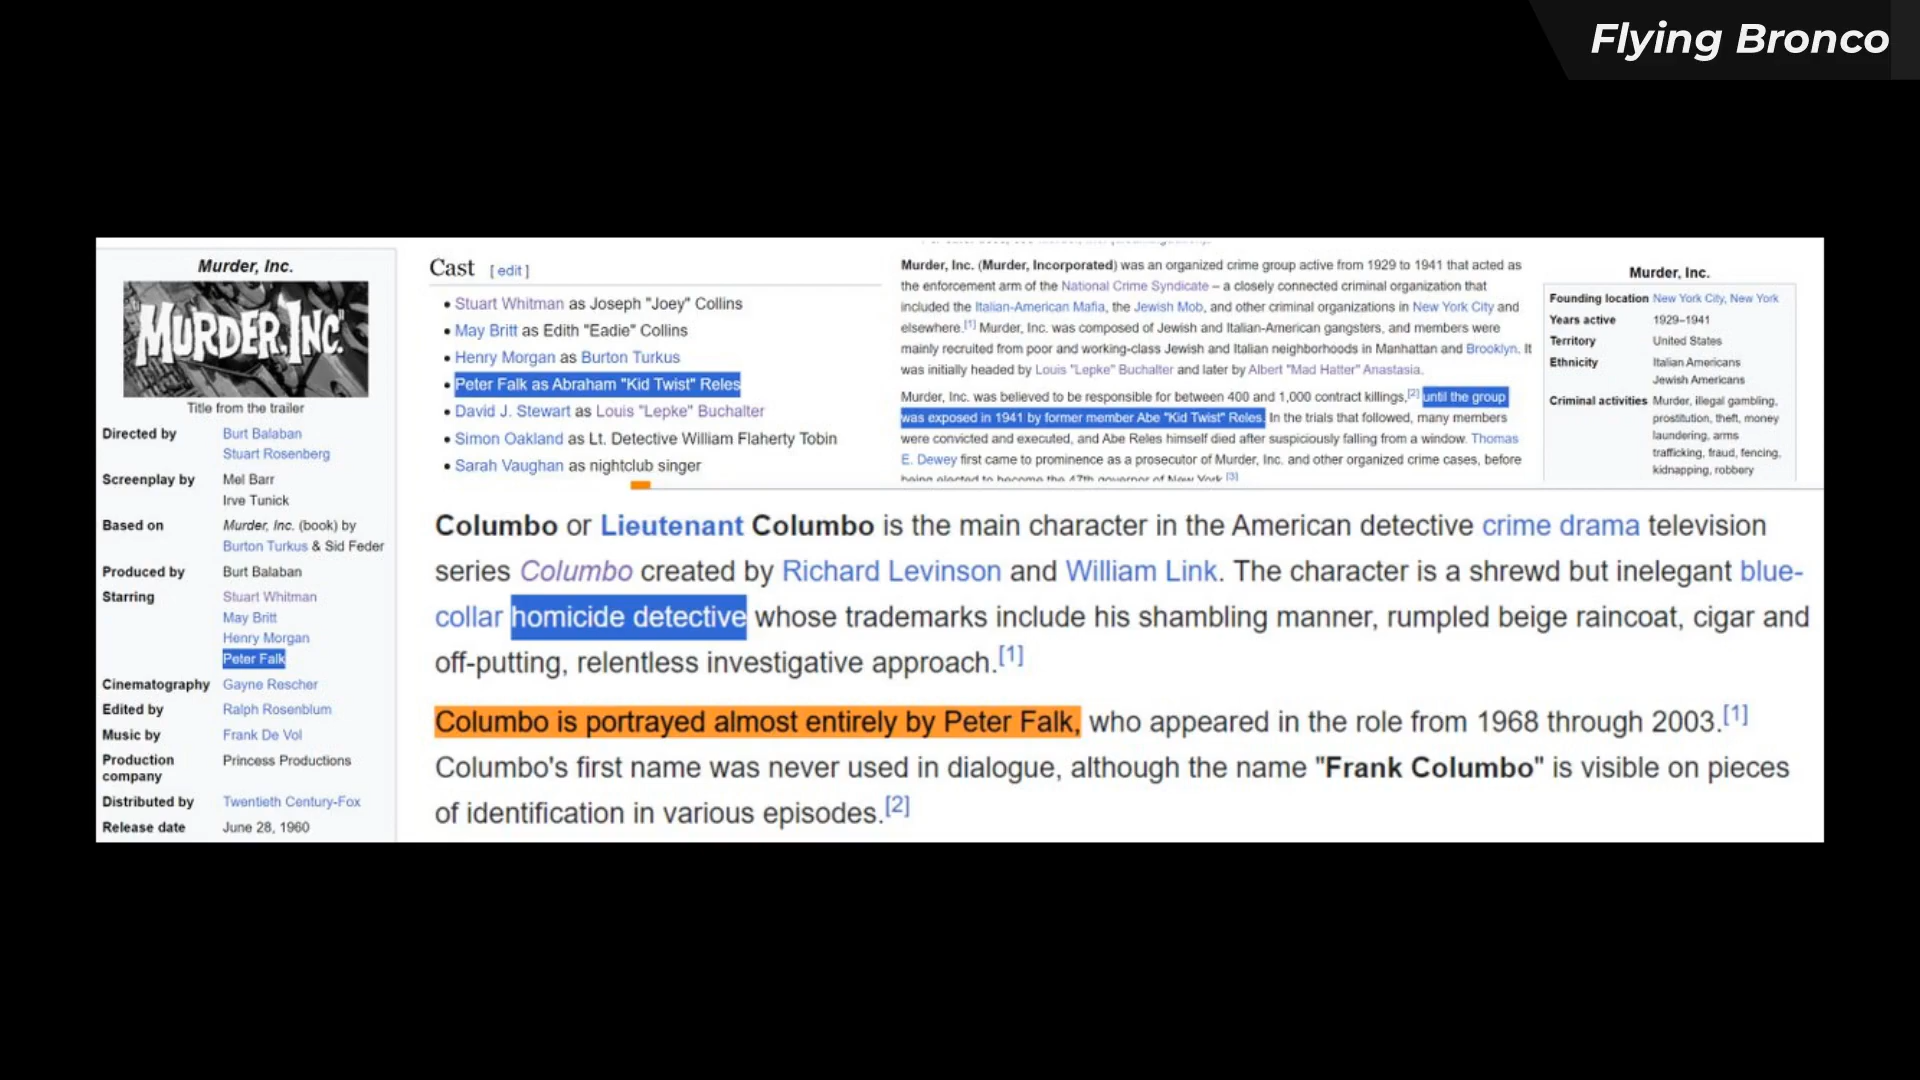 Flying Bronco
Murder, Inc.
MURDER, INC.
Title from the trailer
Directed by Burt Balaban
Stuart Rosenberg
Screenplay by Mel Barr
Irve Tunick
Based on Murder, Inc. (book) by
Burton Turkus & Sid Feder
Produced by Burt Balaban
Starring Stuart Whitman
May Britt
Henry Morgan
Peter Falk
Cinematography Gayne Rescher
Edited by Ralph Rosenblum
Music by Frank De Vol
Production company Princess Productions
Distributed by Twentieth Century-Fox
Release date June 28, 1960
Cast [ edit ]
• Stuart Whitman as Joseph "Joey" Collins
• May Britt as Edith "Eadie" Collins
• Henry Morgan as Burton Turkus
• Peter Falk as Abraham "Kid Twist" Reles
• David J. Stewart as Louis "Lepke" Buchalter
• Simon Oakland as Lt. Detective William Flaherty Tobin
• Sarah Vaughan as nightclub singer
Murder, Inc. (Murder, Incorporated) was an organized crime group active from 1929 to 1941 that acted as
the enforcement arm of the National Crime Syndicate – a closely connected criminal organization that
included the Italian-American Mafia, the Jewish Mob, and other criminal organizations in New York City and
elsewhere.[1] Murder, Inc. was composed of Jewish and Italian-American gangsters, and members were
mainly recruited from poor and working-class Jewish and Italian neighborhoods in Manhattan and Brooklyn. It
was initially headed by Louis "Lepke" Buchalter and later by Albert "Mad Hatter" Anastasia.
Murder, Inc. was believed to be responsible for between 400 and 1,000 contract killings,[2] until the group
was exposed in 1941 by former member Abe "Kid Twist" Reles. In the trials that followed, many members
were convicted and executed, and Abe Reles himself died after suspiciously falling from a window. Thomas
E. Dewey first came to prominence as a prosecutor of Murder, Inc. and other organized crime cases, before
being elected to become the 47th governor of New York.[3]
Murder, Inc.
Founding location New York City, New York
Years active 1929–1941
Territory United States
Ethnicity Italian Americans
Jewish Americans
Criminal activities Murder, illegal gambling,
prostitution, theft, money
laundering, arms
trafficking, fraud, fencing,
kidnapping, robbery
Columbo or Lieutenant Columbo is the main character in the American detective crime drama television
series Columbo created by Richard Levinson and William Link. The character is a shrewd but inelegant blue-
collar homicide detective whose trademarks include his shambling manner, rumpled beige raincoat, cigar and
off-putting, relentless investigative approach.[1]
Columbo is portrayed almost entirely by Peter Falk, who appeared in the role from 1968 through 2003.[1]
Columbo's first name was never used in dialogue, although the name "Frank Columbo" is visible on pieces
of identification in various episodes.[2]